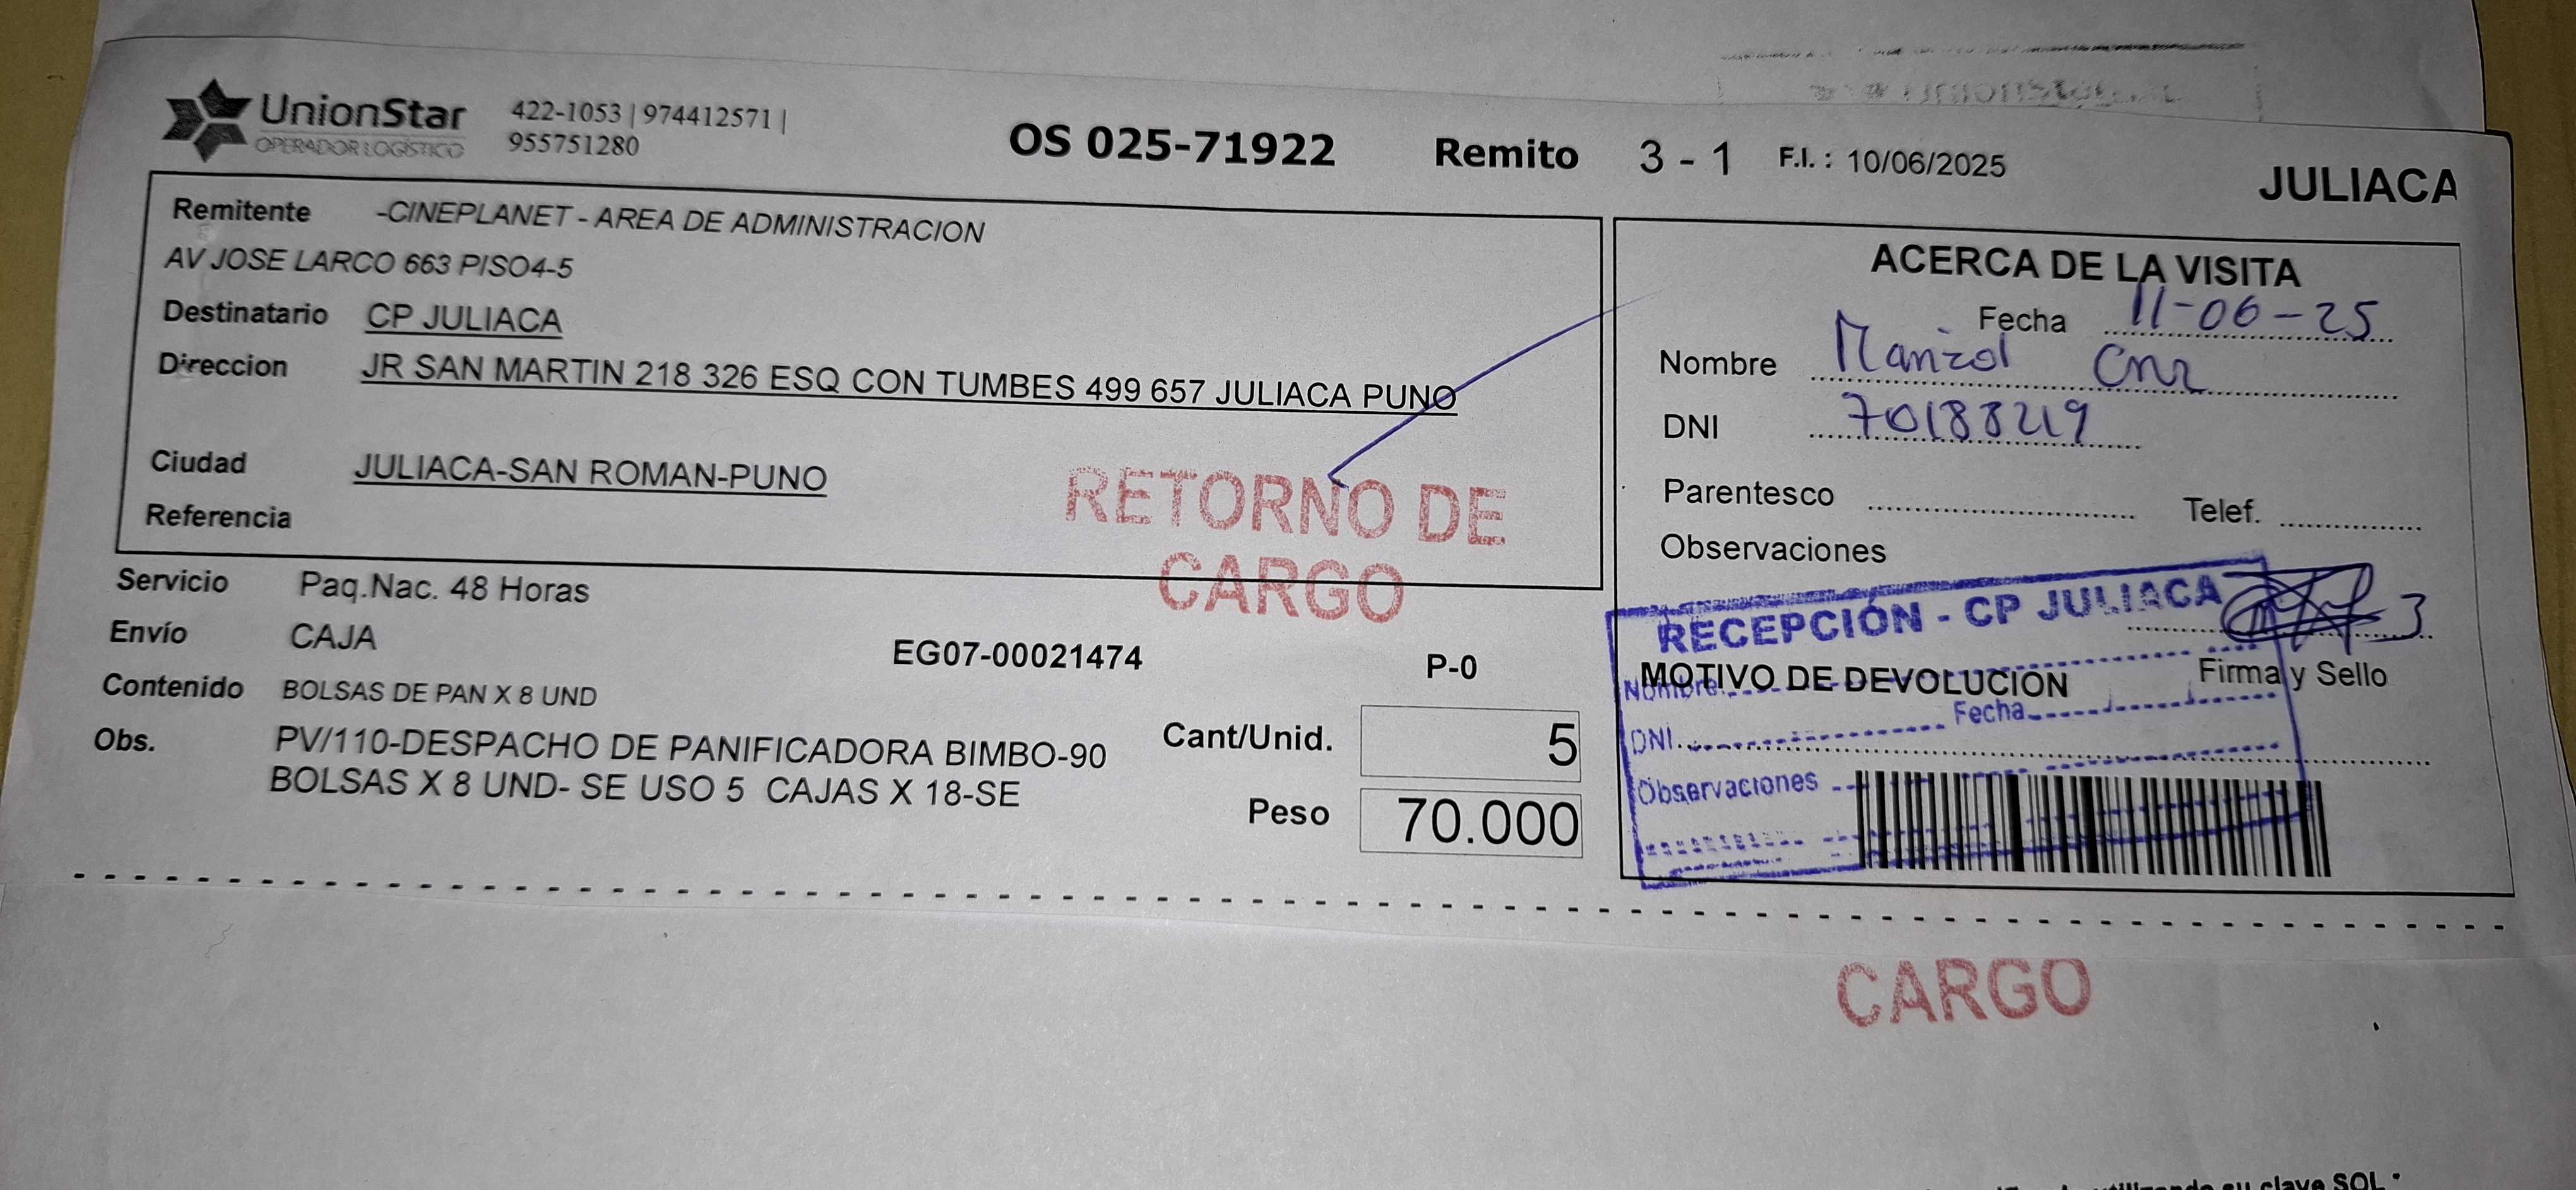 UnionStar
OPERADOR LOGÍSTICO
422-1053 | 974412571 |
955751280
OS 025-71922 Remito 3 - 1 F.I. : 10/06/2025
JULIACA
Remitente -CINEPLANET - AREA DE ADMINISTRACION
AV JOSE LARCO 663 PISO4-5
Destinatario CP JULIACA
Direccion JR SAN MARTIN 218 326 ESQ CON TUMBES 499 657 JULIACA PUNO
Ciudad JULIACA-SAN ROMAN-PUNO
Referencia
RETORNO DE
CARGO
Servicio Paq.Nac. 48 Horas
Envío CAJA
EG07-00021474 P-0
Contenido BOLSAS DE PAN X 8 UND
Obs. PV/110-DESPACHO DE PANIFICADORA BIMBO-90
BOLSAS X 8 UND- SE USO 5 CAJAS X 18-SE
Cant/Unid. 5
Peso 70.000
ACERCA DE LA VISITA
Fecha 11-06-25
Nombre
DNI 70188219
Parentesco Telef.
Observaciones
RECEPCIÓN - CP JULIACA
Firma y Sello
MOTIVO DE DEVOLUCION
Nombre
Fecha
DNI
Observaciones
CARGO
utilizando su clave SOL "